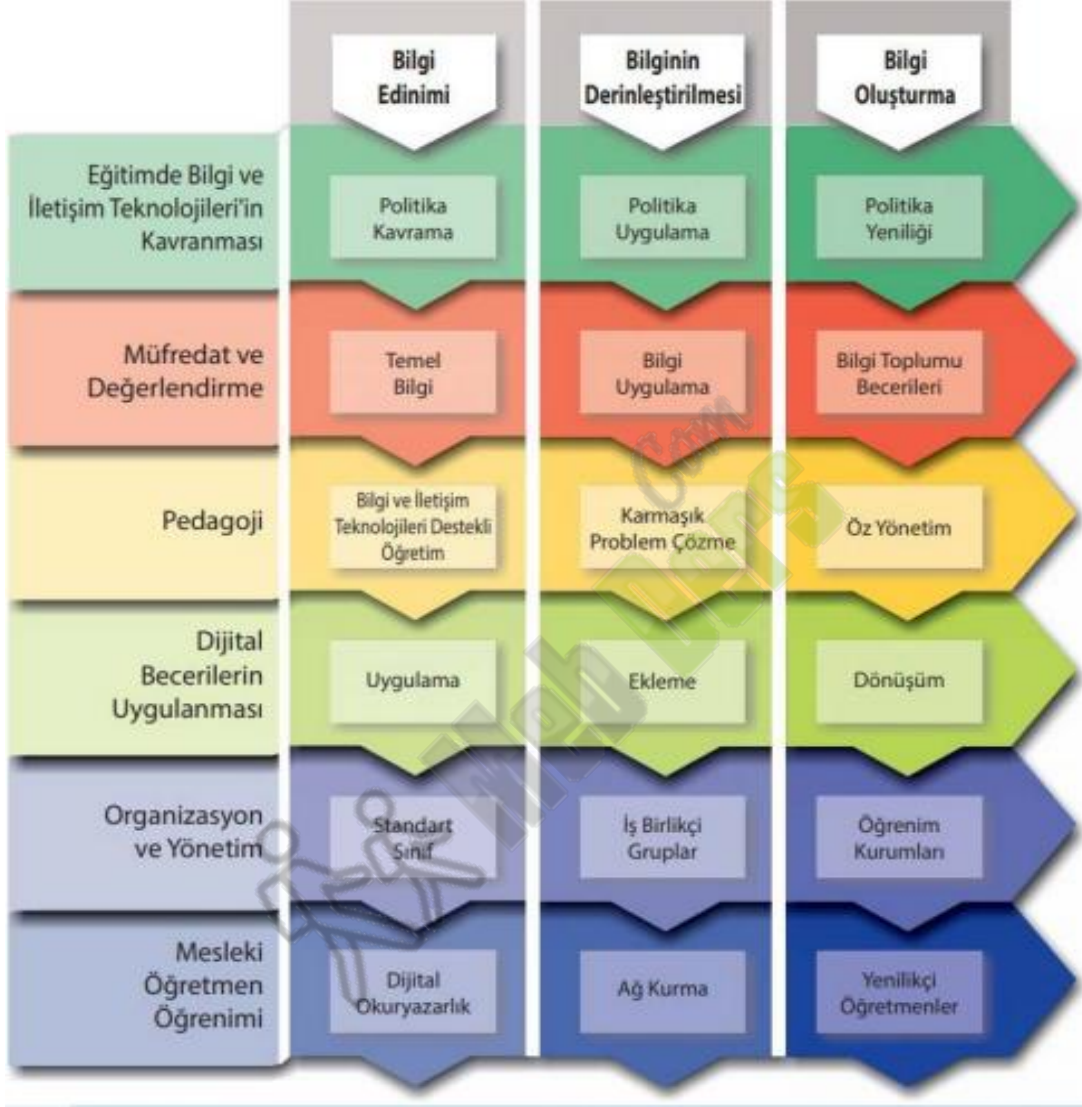 Bilgi
Edinimi
Bilginin
Derinleştirilmesi
Bilgi
Oluşturma
Eğitimde Bilgi ve
İletişim Teknolojileri'in
Kavranması
Politika
Kavrama
Politika
Uygulama
Politika
Yeniliği
Müfredat ve
Değerlendirme
Temel
Bilgi
Bilgi
Uygulama
Bilgi Toplumu
Becerileri
Pedagoji
Bilgi ve İletişim
Teknolojileri Destekli
Öğretim
Karmaşık
Problem Çözme
Öz Yönetim
Dijital
Becerilerin
Uygulanması
Uygulama
Ekleme
Dönüşüm
Organizasyon
ve Yönetim
Standart
Sınıf
İş Birlikçi
Gruplar
Öğrenim
Kurumları
Mesleki
Öğretmen
Öğrenimi
Dijital
Okuryazarlık
Ağ Kurma
Yenilikçi
Öğretmenler
Web Ders
Com